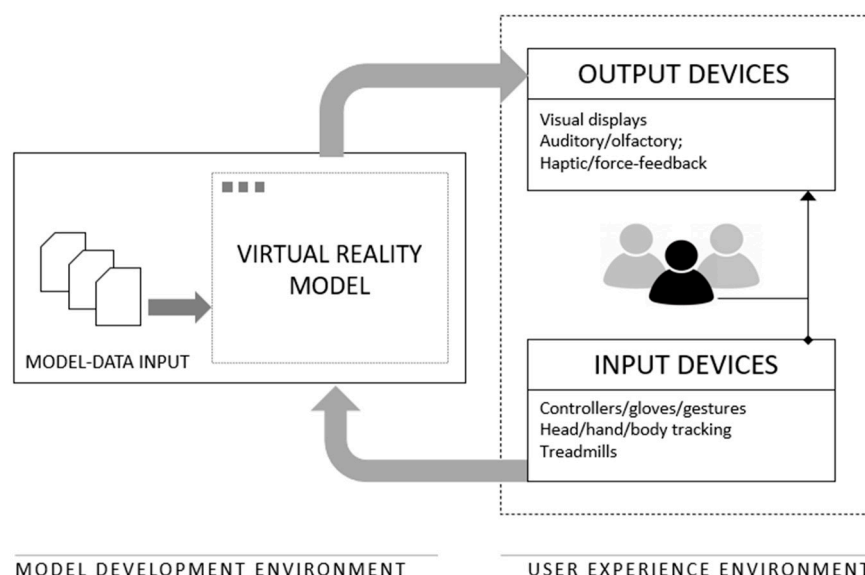 OUTPUT DEVICES
Visual displays
Auditory/olfactory;
Haptic/force-feedback
VIRTUAL REALITY
MODEL
MODEL-DATA INPUT
INPUT DEVICES
Controllers/gloves/gestures
Head/hand/body tracking
Treadmills
MODEL DEVELOPMENT ENVIRONMENT
USER EXPERIENCE ENVIRONMENT